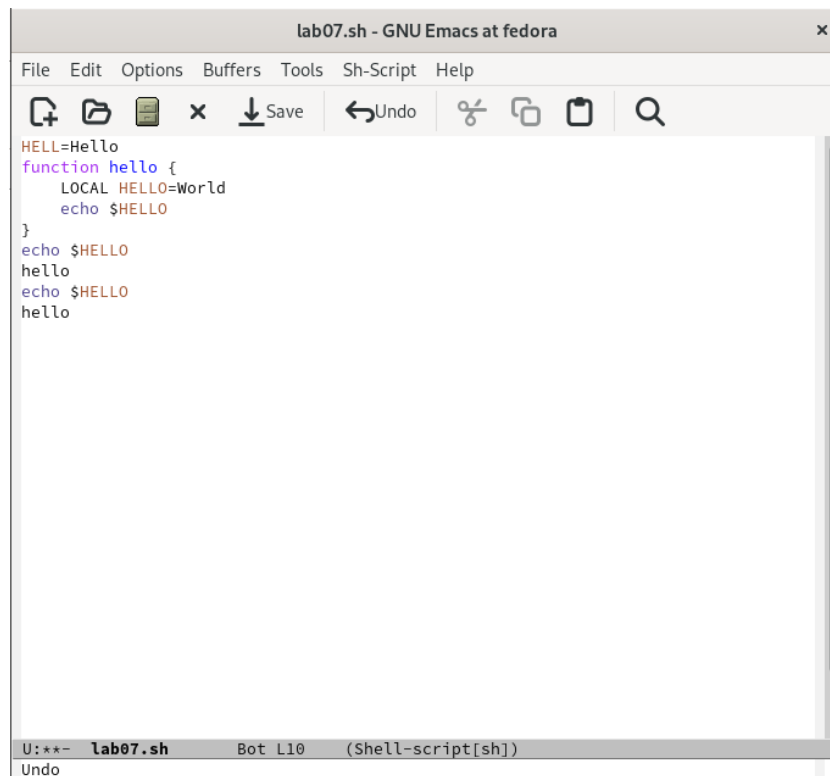 lab07.sh - GNU Emacs at fedora ×
File Edit Options Buffers Tools Sh-Script Help
Save Undo
HELL=Hello
function hello {
    LOCAL HELLO=World
    echo $HELLO
}
echo $HELLO
hello
echo $HELLO
hello
U:**- lab07.sh Bot L10 (Shell-script[sh])
Undo